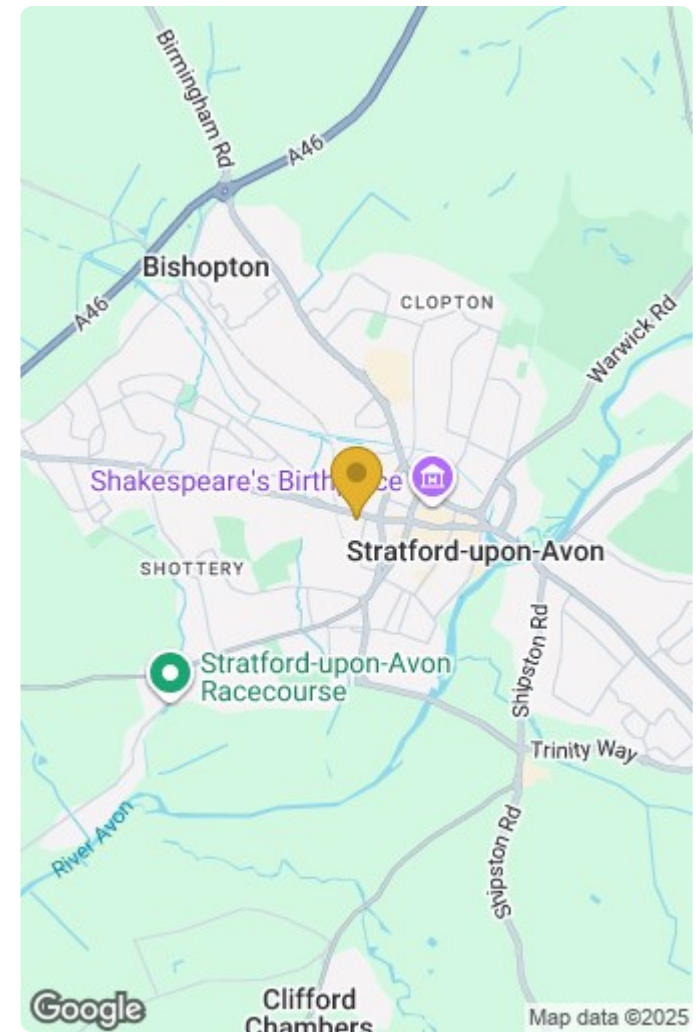 Birmingham Rd
A46
Bishopton
A46
CLOPTON
Warwick Rd
Shakespeare's Birthplace
Stratford-upon-Avon
SHOTTERY
Stratford-upon-Avon
Racecourse
Shipston Rd
Trinity Way
River Avon
Shipston Rd
Clifford
Chambers
Google
Map data ©2025